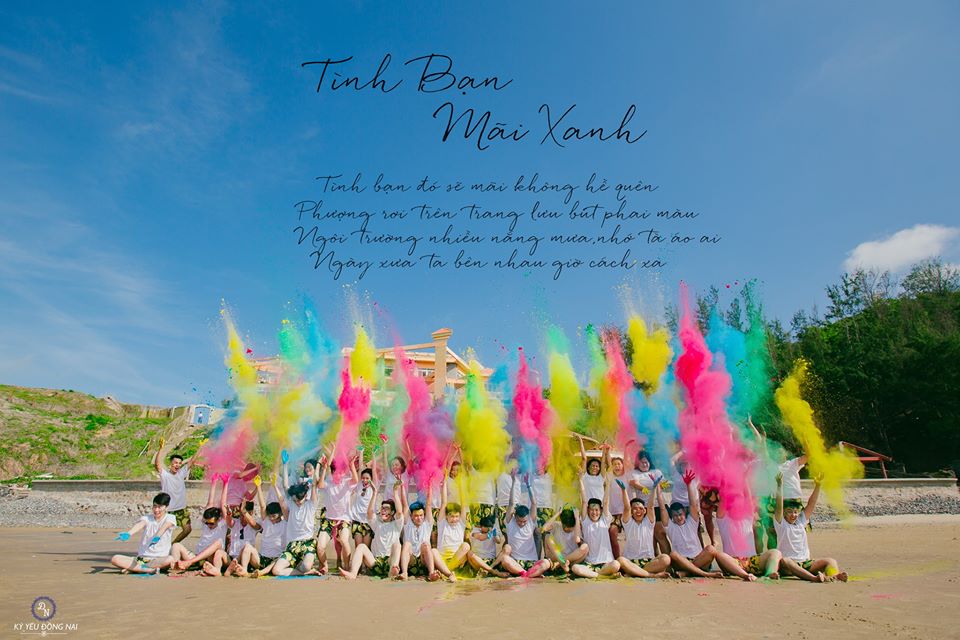 Tình Bạn
Mãi Xanh
Tình bạn đó sẽ mãi không hề quên
Phượng rơi trên trang lưu bút phai màu
Ngôi trường nhiều nắng mưa, nhớ tà áo ai
Ngày xưa ta bên nhau giờ cách xa
ĐN
KỶ YẾU ĐỒNG NAI